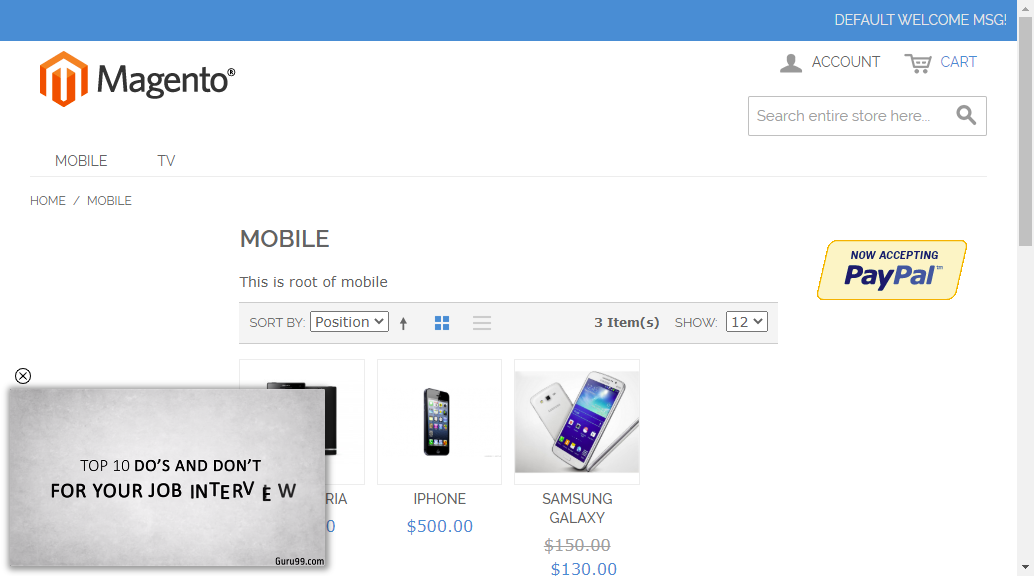 DEFAULT WELCOME MSG!
Magento®
ACCOUNT
CART
Search entire store here...
MOBILE
TV
HOME / MOBILE
MOBILE
NOW ACCEPTING
PayPal™
This is root of mobile
SORT BY: Position
3 Item(s) SHOW: 12
TOP 10 DO'S AND DON'T
FOR YOUR JOB INTERV E W
Guru99.com
RIA
0
IPHONE
$500.00
SAMSUNG
GALAXY
$150.00
$130.00